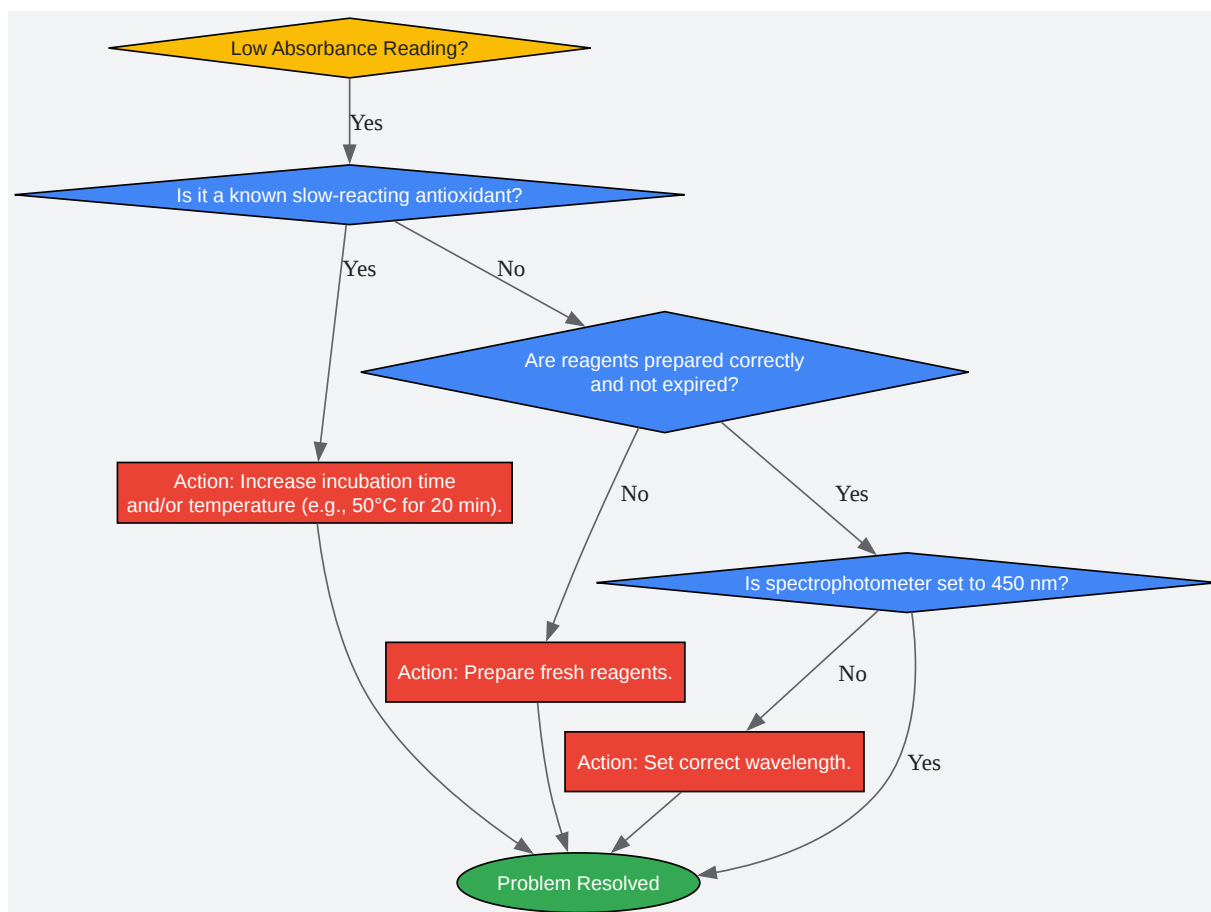 Low Absorbance Reading?
Yes
Is it a known slow-reacting antioxidant?
Yes
No
Are reagents prepared correctly
and not expired?
Action: Increase incubation time
and/or temperature (e.g., 50°C for 20 min).
No
Yes
Is spectrophotometer set to 450 nm?
Action: Prepare fresh reagents.
No
Action: Set correct wavelength.
Yes
Problem Resolved